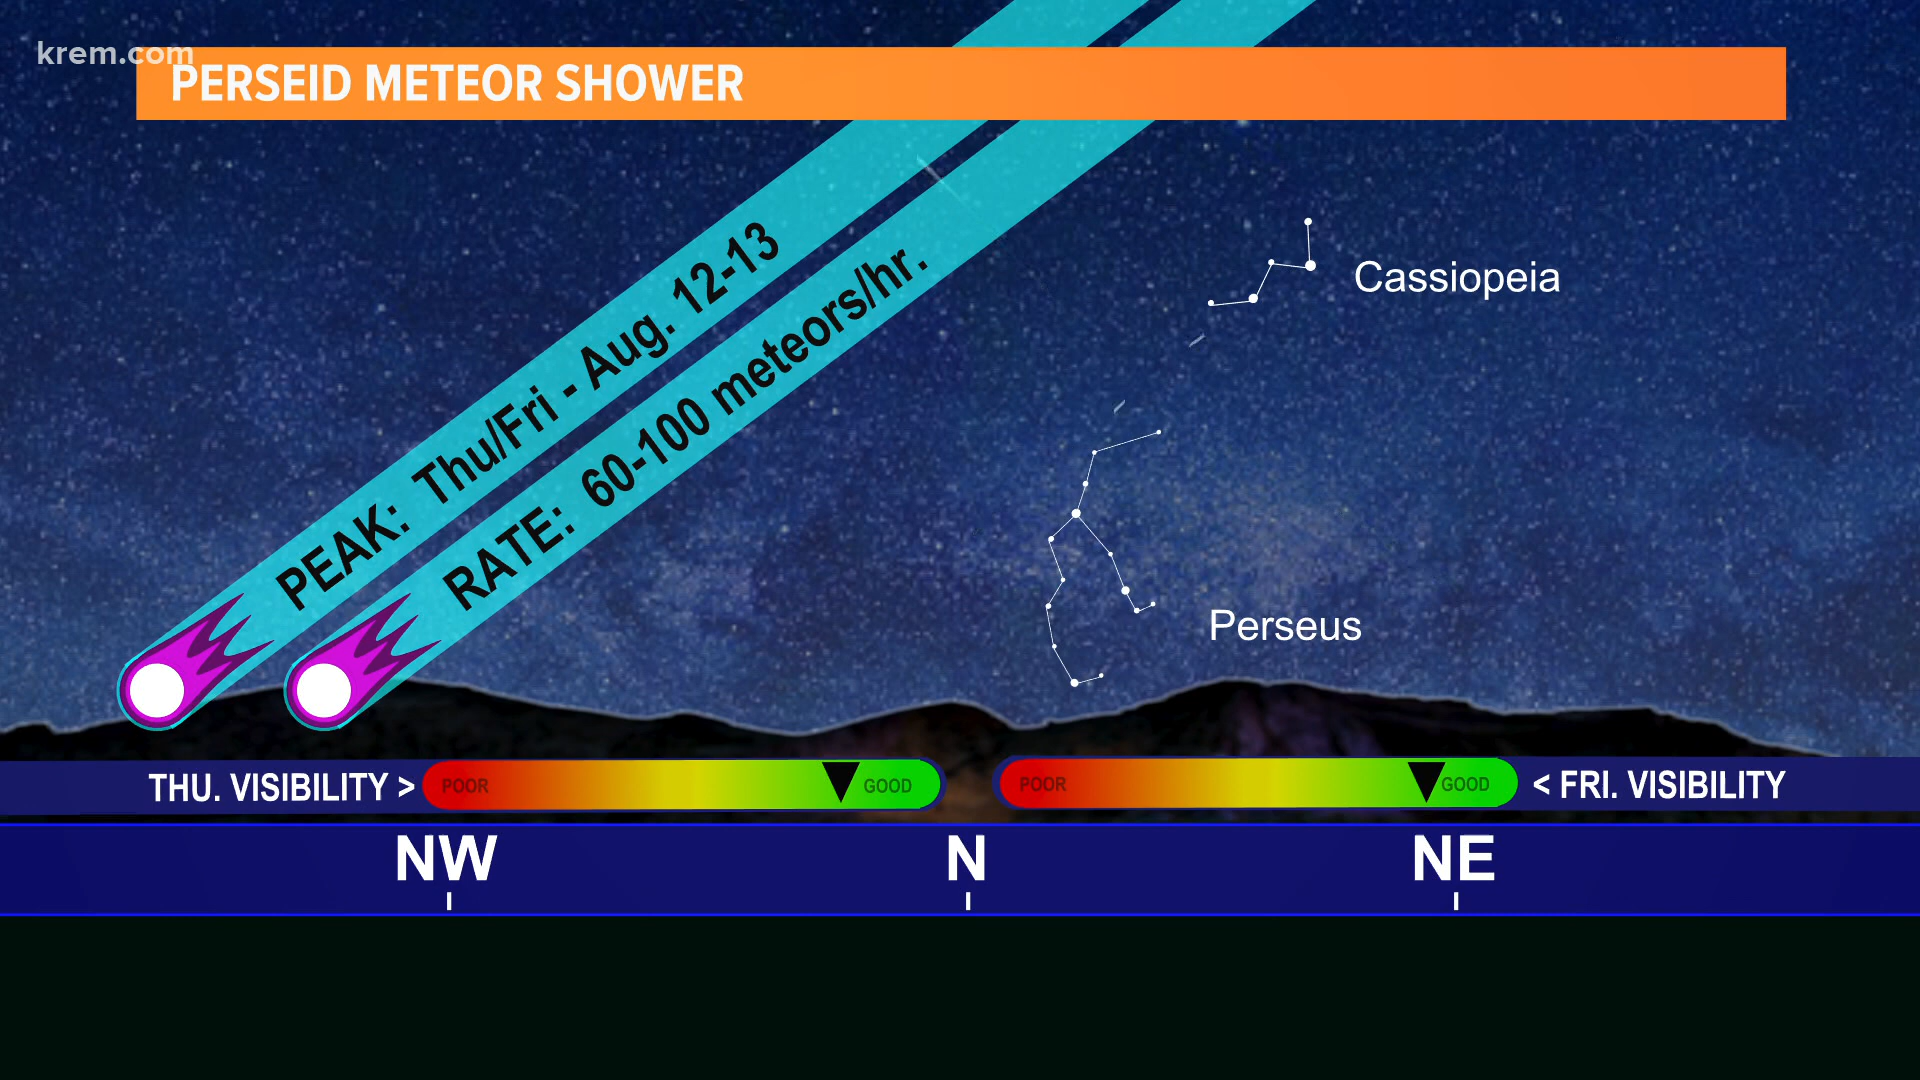 krem.com
PERSEID METEOR SHOWER
PEAK: Thu/Fri - Aug. 12-13
RATE: 60-100 meteors/hr.
Cassiopeia
Perseus
THU. VISIBILITY >
POOR
GOOD
POOR
GOOD
< FRI. VISIBILITY
NW
N
NE